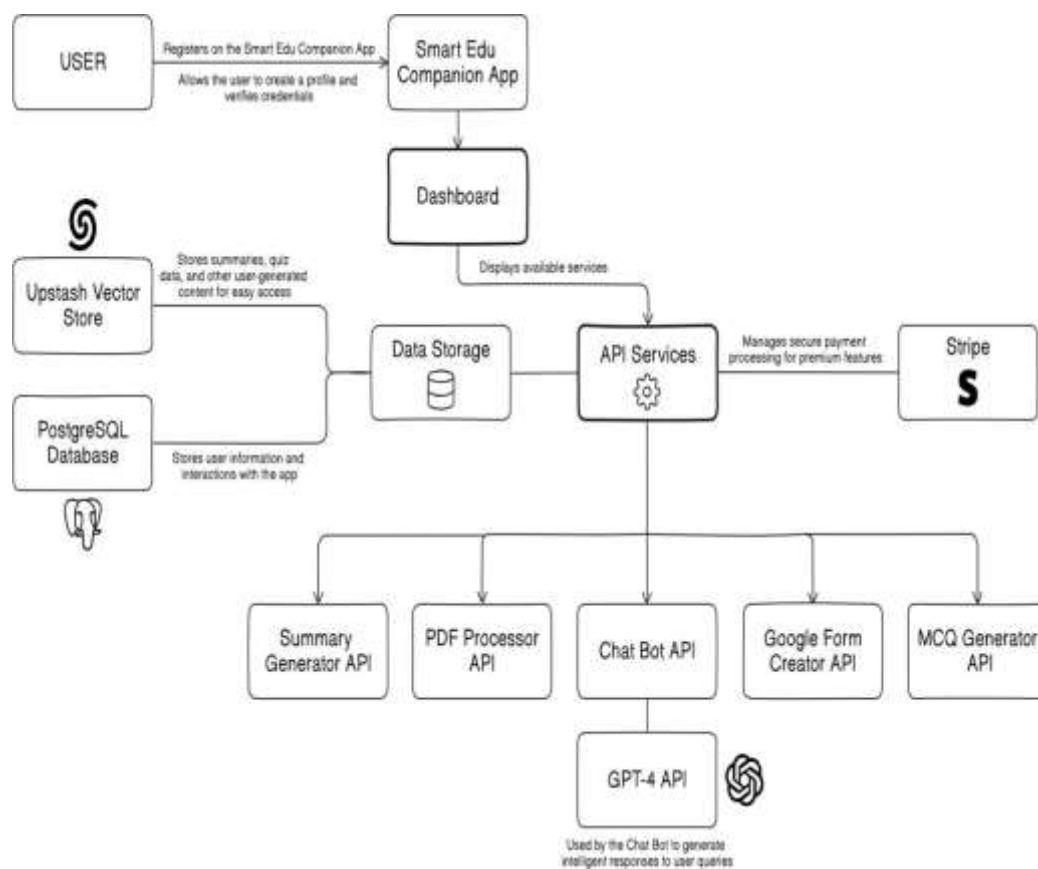 USER
Registers on the Smart Edu Companion App
Allows the user to create a profile and
verifies credentials
Smart Edu
Companion App
Dashboard
Displays available services
Stores summaries, quiz
data, and other user-generated
content for easy access
Upstash Vector
Store
Data Storage
API Services
Manages secure payment
processing for premium features
Stripe
S
PostgreSQL
Database
Stores user information and
interactions with the app
Summary
Generator API
PDF Processor
API
Chat Bot API
Google Form
Creator API
MCQ Generator
API
GPT-4 API
Used by the Chat Bot to generate
intelligent responses to user queries